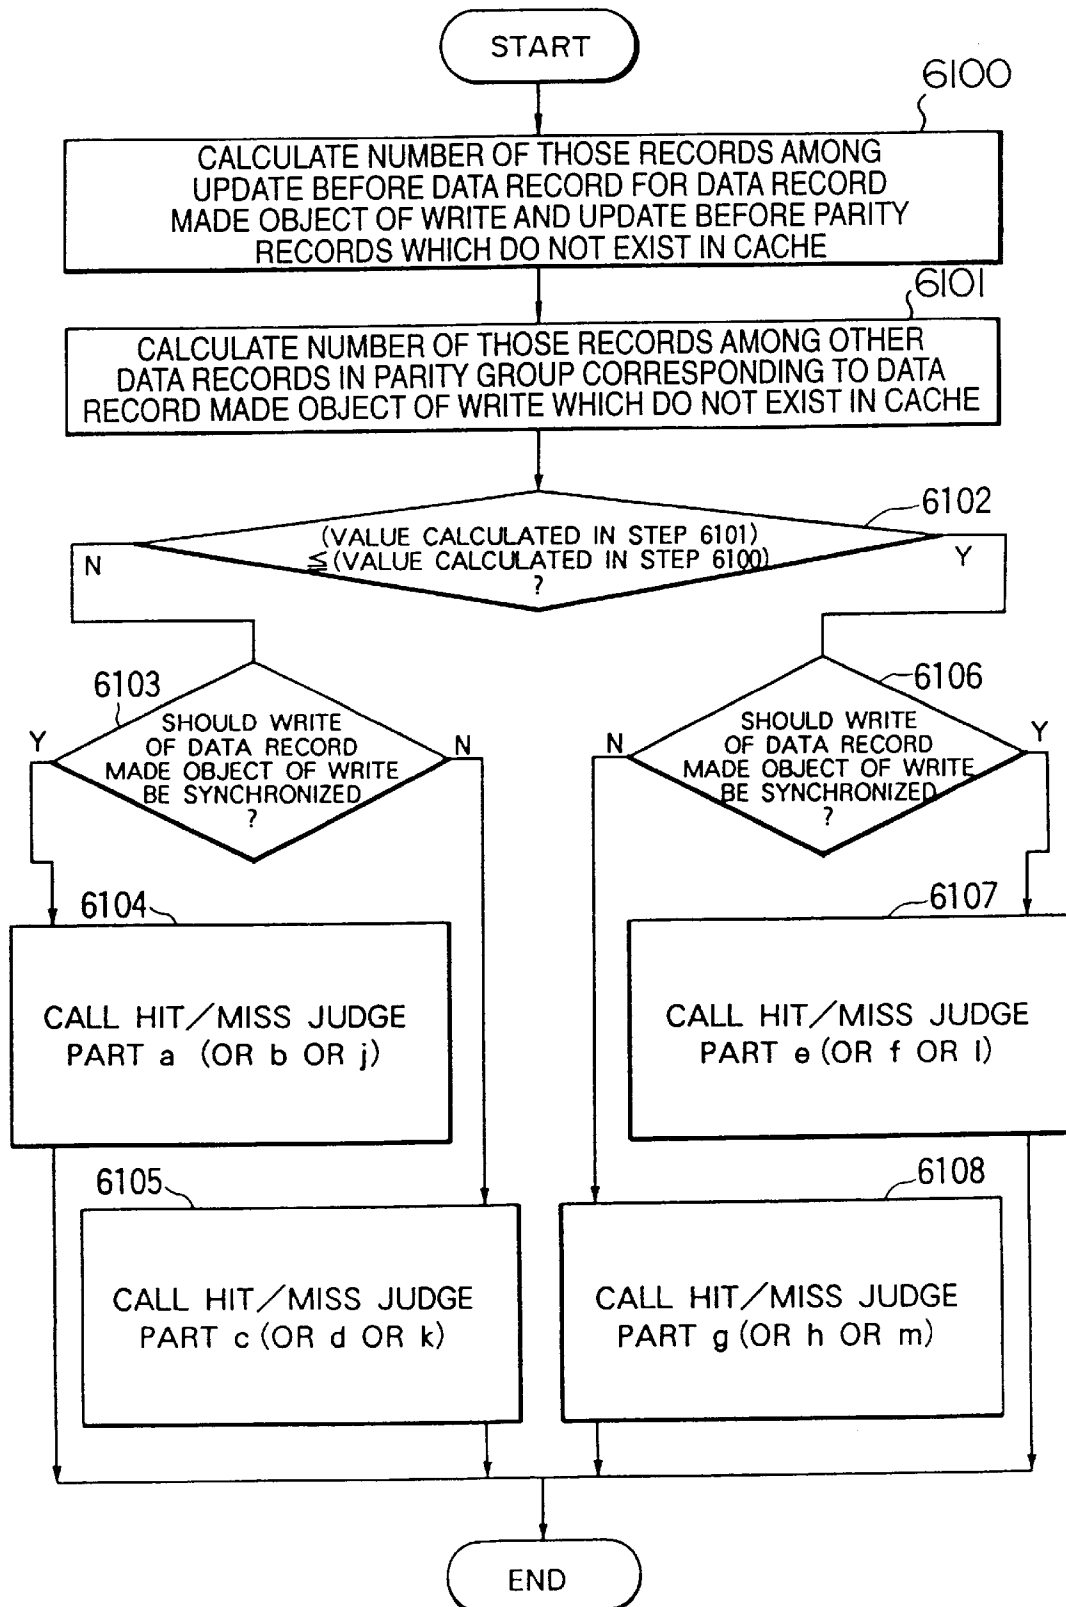 START
6100
CALCULATE NUMBER OF THOSE RECORDS AMONG
UPDATE BEFORE DATA RECORD FOR DATA RECORD
MADE OBJECT OF WRITE AND UPDATE BEFORE PARITY
RECORDS WHICH DO NOT EXIST IN CACHE
6101
CALCULATE NUMBER OF THOSE RECORDS AMONG OTHER
DATA RECORDS IN PARITY GROUP CORRESPONDING TO DATA
RECORD MADE OBJECT OF WRITE WHICH DO NOT EXIST IN CACHE
6102
(VALUE CALCULATED IN STEP 6101)
≦(VALUE CALCULATED IN STEP 6100)
?
N
Y
6103
SHOULD WRITE
OF DATA RECORD
MADE OBJECT OF WRITE
BE SYNCHRONIZED
?
Y
N
6106
SHOULD WRITE
OF DATA RECORD
MADE OBJECT OF WRITE
BE SYNCHRONIZED
?
N
Y
6104
CALL HIT/MISS JUDGE
PART a (OR b OR j)
6107
CALL HIT/MISS JUDGE
PART e (OR f OR l)
6105
CALL HIT/MISS JUDGE
PART c (OR d OR k)
6108
CALL HIT/MISS JUDGE
PART g (OR h OR m)
END